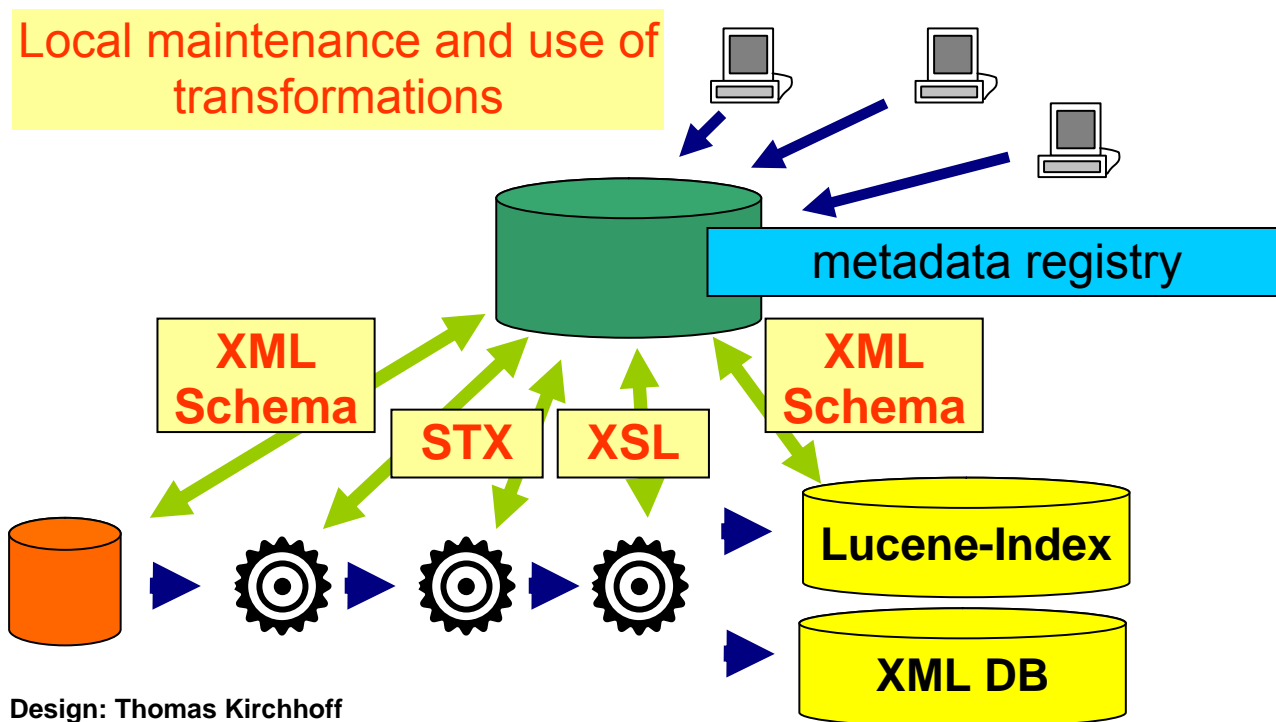 Local maintenance and use of
transformations
metadata registry
XML
Schema
XML
Schema
STX
XSL
Lucene-Index
XML DB
Design: Thomas Kirchhoff